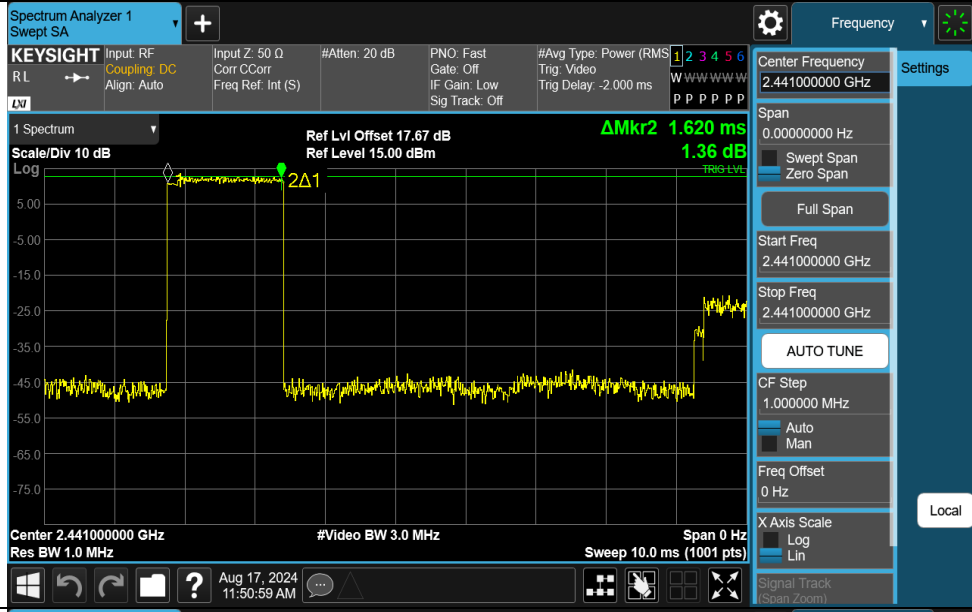 Spectrum Analyzer 1
Swept SA
Frequency
KEYSIGHT
R L
LXI
Input: RF
Coupling: DC
Align: Auto
Input Z: 50 Ω
Corr CCorr
Freq Ref: Int (S)
#Atten: 20 dB
PNO: Fast
Gate: Off
IF Gain: Low
Sig Track: Off
#Avg Type: Power (RMS
Trig: Video
Trig Delay: -2.000 ms
1 2 3 4 5 6
W W W W W W
P P P P P P
1 Spectrum
Scale/Div 10 dB
Log
Ref Lvl Offset 17.67 dB
Ref Level 15.00 dBm
ΔMkr2 1.620 ms
1.36 dB
TRIG LVL
1
2Δ1
5.00
-5.00
-15.0
-25.0
-35.0
-45.0
-55.0
-65.0
-75.0
Center 2.441000000 GHz
Res BW 1.0 MHz
#Video BW 3.0 MHz
Span 0 Hz
Sweep 10.0 ms (1001 pts)
Aug 17, 2024
11:50:59 AM
Center Frequency
2.441000000 GHz
Span
0.00000000 Hz
Swept Span
Zero Span
Full Span
Start Freq
2.441000000 GHz
Stop Freq
2.441000000 GHz
AUTO TUNE
CF Step
1.000000 MHz
Auto
Man
Freq Offset
0 Hz
X Axis Scale
Log
Lin
Signal Track
(Span Zoom)
Settings
Local